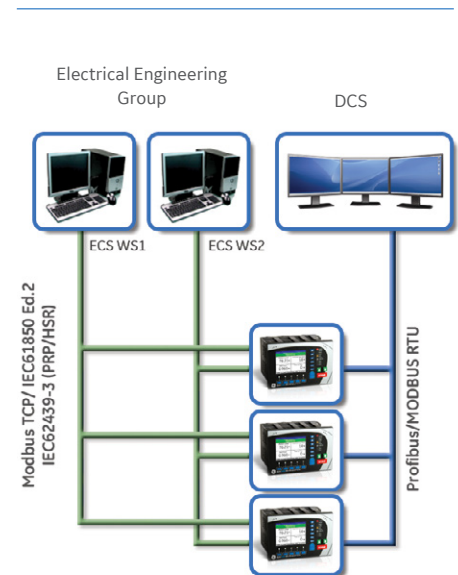 Electrical Engineering
Group
DCS
ECS WS1
ECS WS2
Modbus TCP/ IEC61850 Ed.2
IEC62439-3 (PRP/HSR)
Profibus/MODBUS RTU